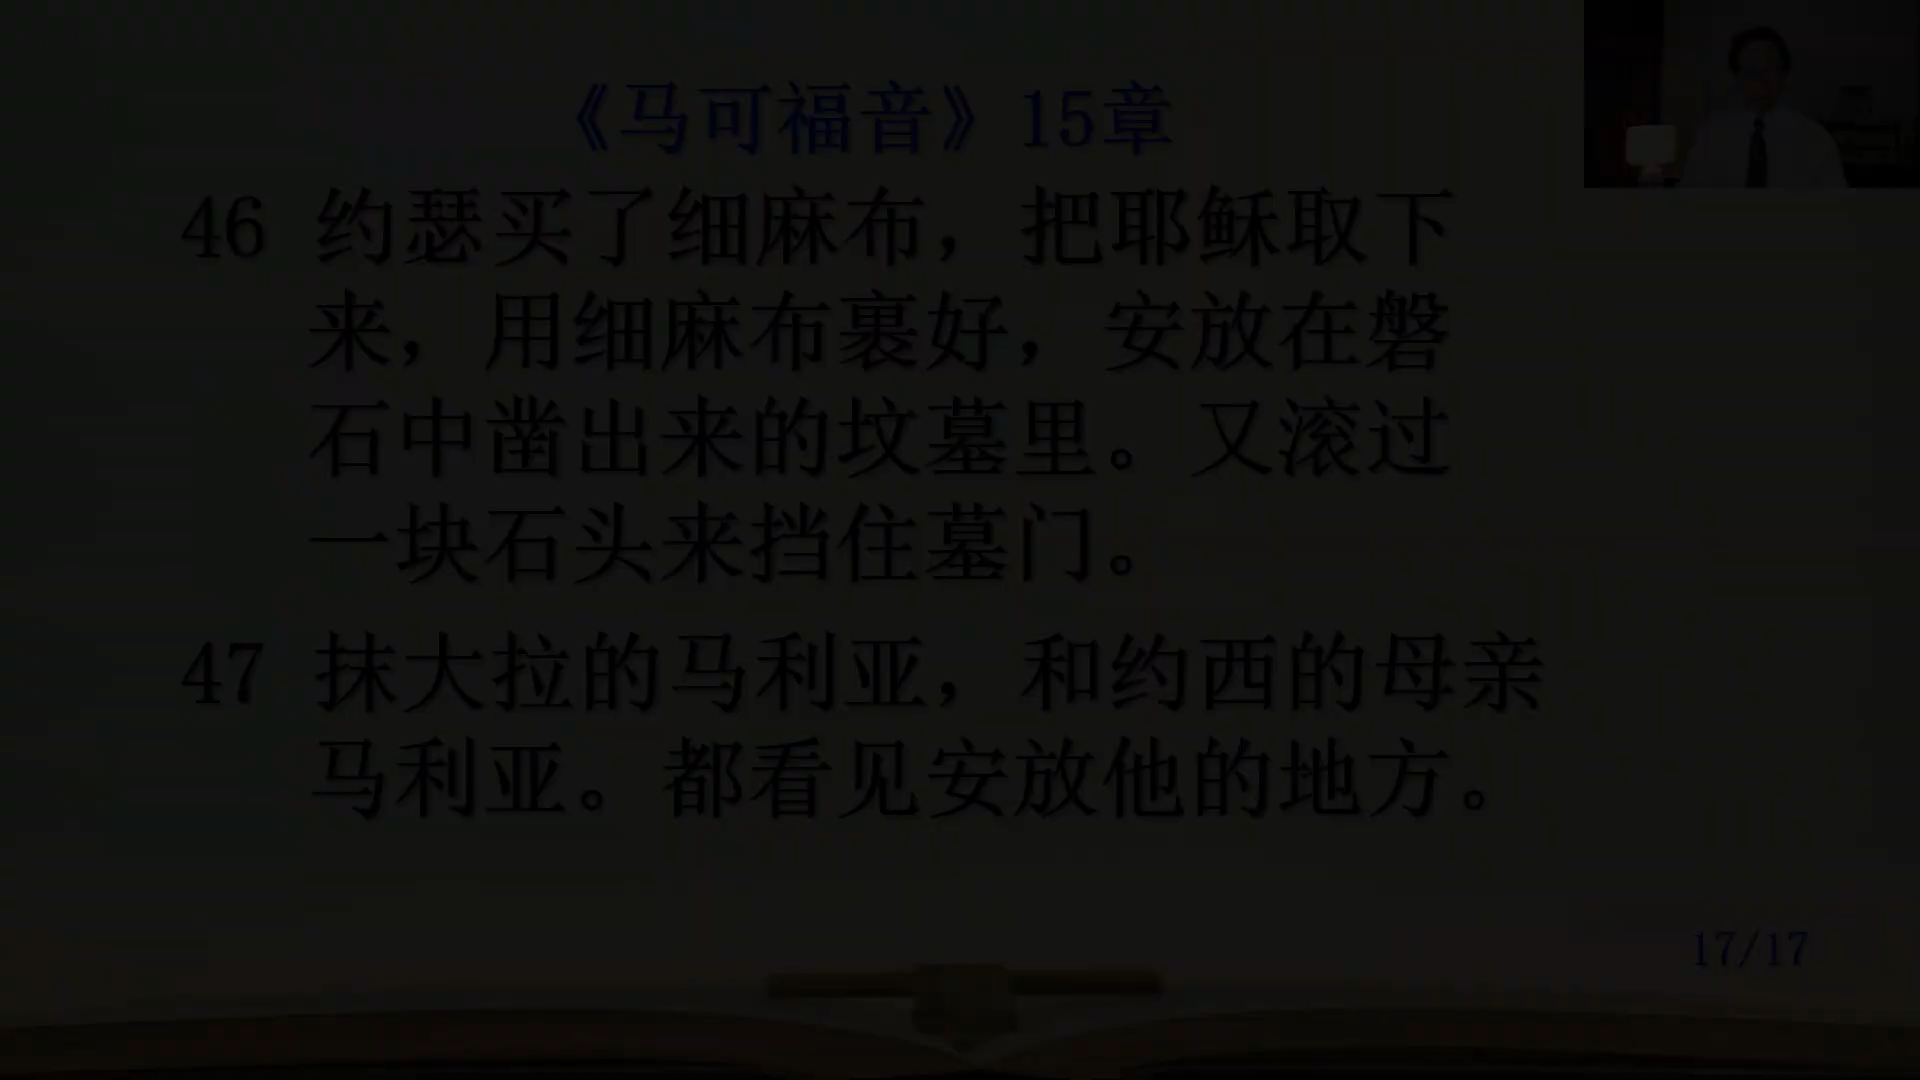 《马可福音》15章
46 约瑟买了细麻布，把耶稣取下
来，用细麻布裹好，安放在磐
石中凿出来的坟墓里。又滚过
一块石头来挡住墓门。
47 抹大拉的马利亚，和约西的母亲
马利亚。都看见安放他的地方。
17/17